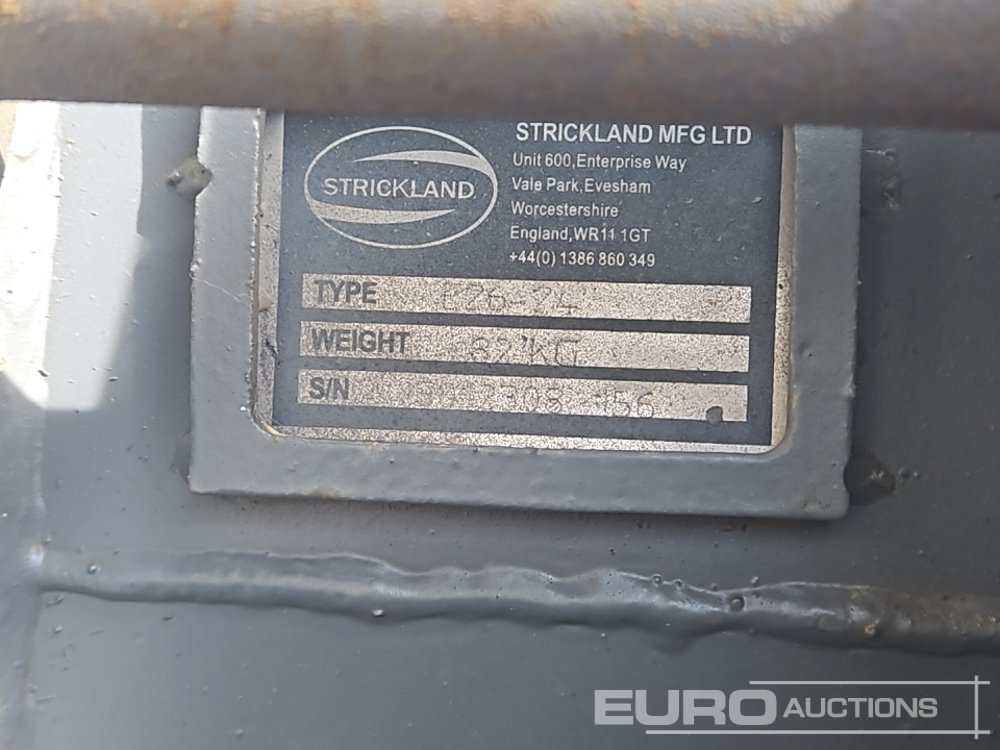 STRICKLAND
STRICKLAND MFG LTD
Unit 600, Enterprise Way
Vale Park, Evesham
Worcestershire
England, WR11 1GT
+44(0) 1386 860 349
TYPE
WEIGHT KG
S/N
EURO AUCTIONS